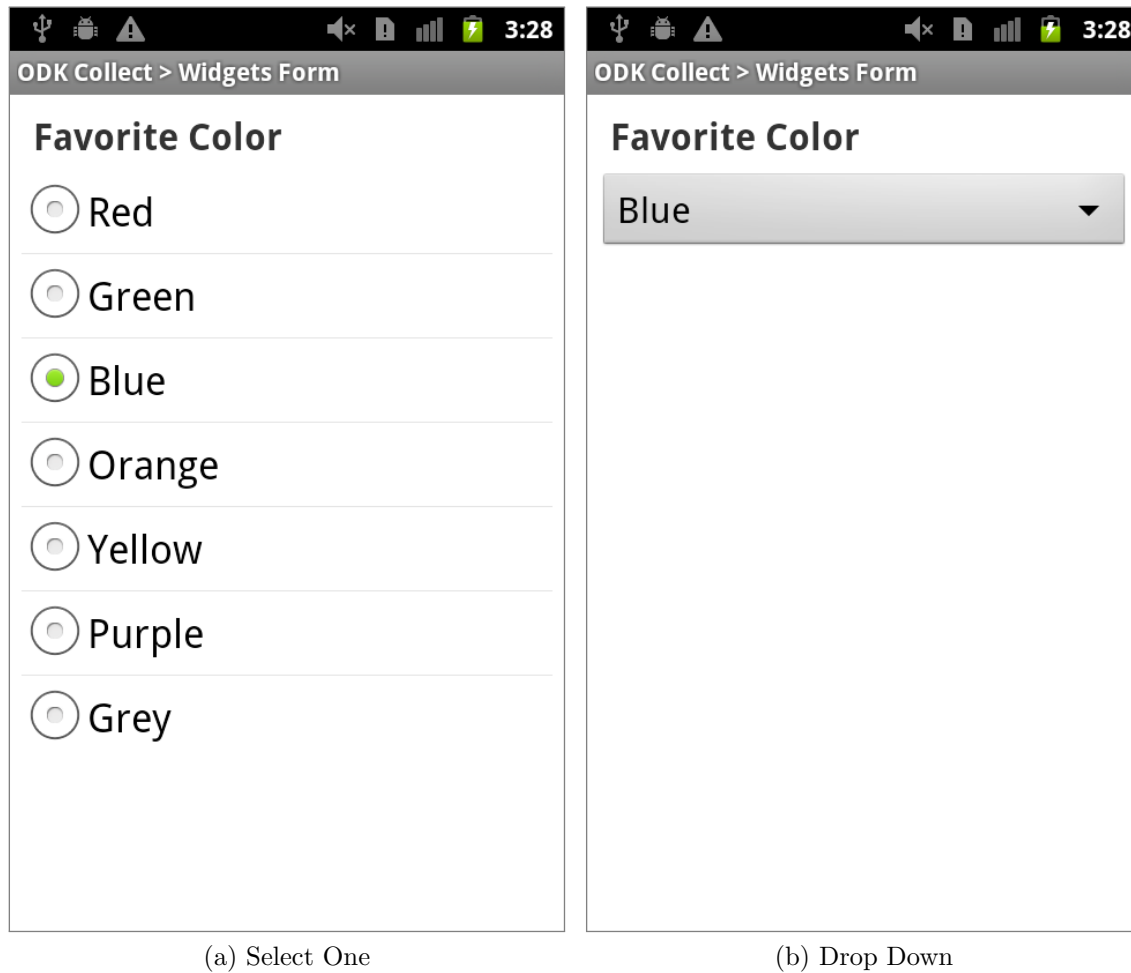 3:28
ODK Collect > Widgets Form
Favorite Color
Red
Green
Blue
Orange
Yellow
Purple
Grey
(a) Select One
3:28
ODK Collect > Widgets Form
Favorite Color
Blue
(b) Drop Down